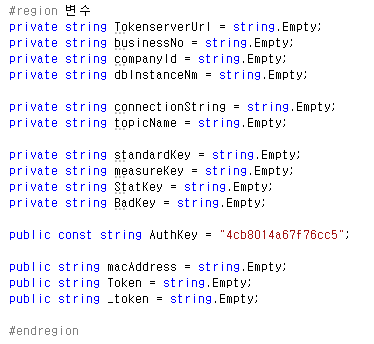 #region 변수
private string TokenserverUrl = string.Empty;
private string businessNo = string.Empty;
private string companyId = string.Empty;
private string dbInstanceNm = string.Empty;
private string connectionString = string.Empty;
private string topicName = string.Empty;
private string standardKey = string.Empty;
private string measureKey = string.Empty;
private string StatKey = string.Empty;
private string BadKey = string.Empty;
public const string AuthKey = "4cb8014a67f76cc5";
public string macAddress = string.Empty;
public string Token = string.Empty;
public string _token = string.Empty;
#endregion